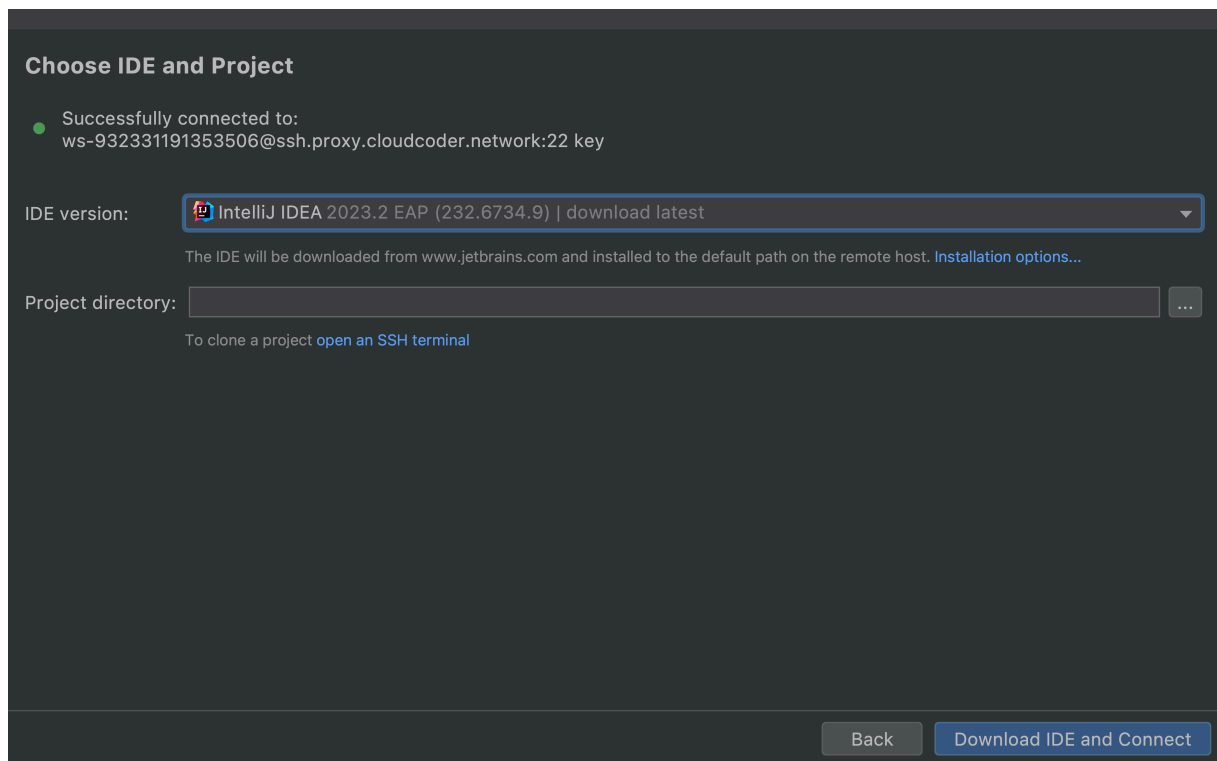 Choose IDE and Project
Successfully connected to:
ws-932331191353506@ssh.proxy.cloudcoder.network:22 key
IDE version: IntelliJ IDEA 2023.2 EAP (232.6734.9) | download latest
The IDE will be downloaded from www.jetbrains.com and installed to the default path on the remote host. Installation options...
Project directory: ...
To clone a project open an SSH terminal
Back Download IDE and Connect